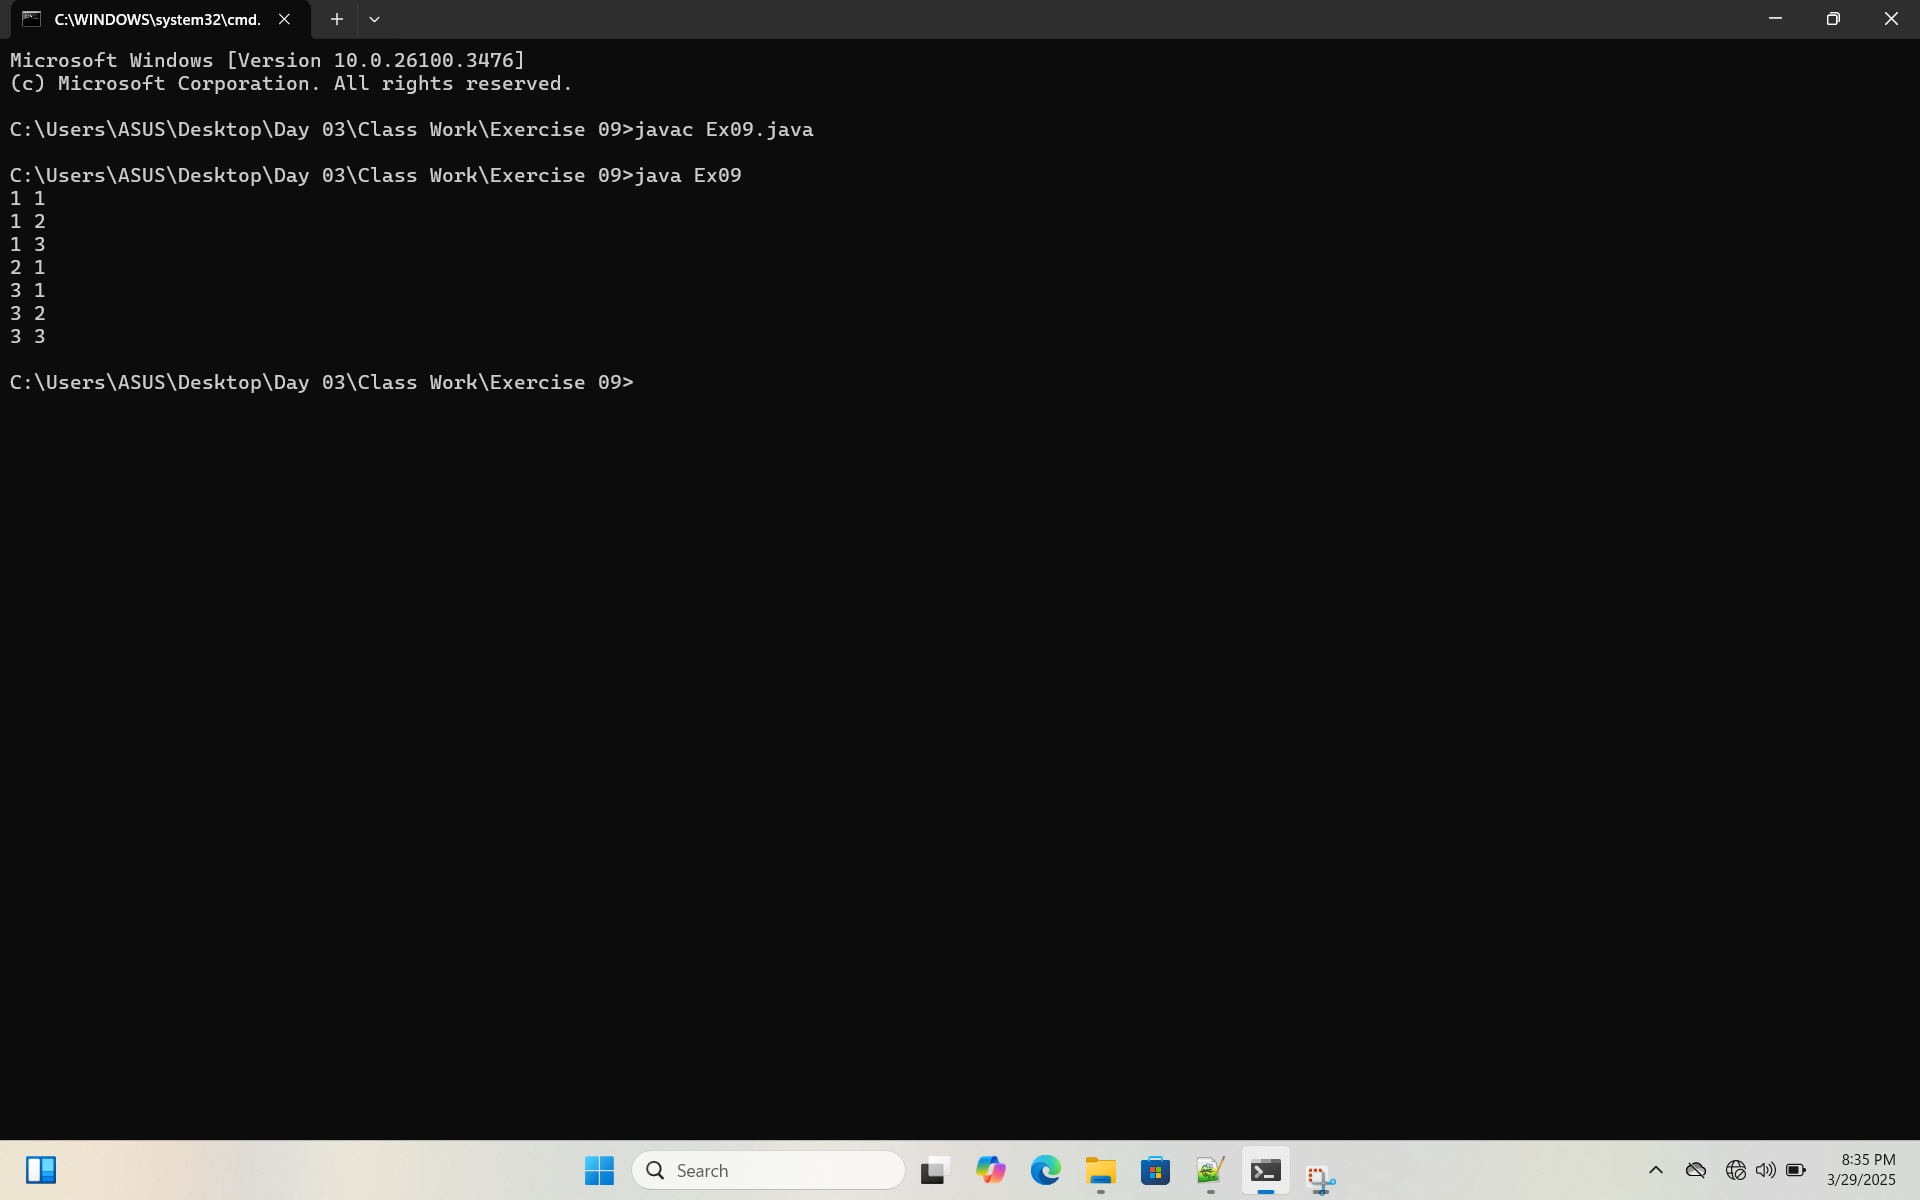 C:\WINDOWS\system32\cmd.
Microsoft Windows [Version 10.0.26100.3476]
(c) Microsoft Corporation. All rights reserved.
C:\Users\ASUS\Desktop\Day 03\Class Work\Exercise 09>javac Ex09.java
C:\Users\ASUS\Desktop\Day 03\Class Work\Exercise 09>java Ex09
1 1
1 2
1 3
2 1
3 1
3 2
3 3
C:\Users\ASUS\Desktop\Day 03\Class Work\Exercise 09>
Search
8:35 PM
3/29/2025